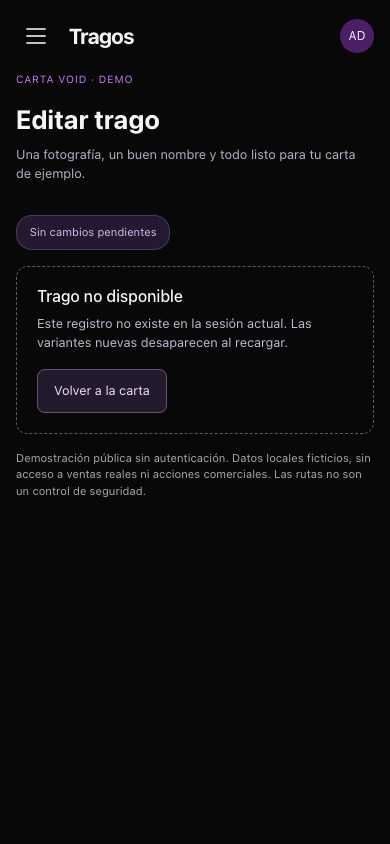 Tragos
AD
CARTA VOID · DEMO
Editar trago
Una fotografía, un buen nombre y todo listo para tu carta
de ejemplo.
Sin cambios pendientes
Trago no disponible
Este registro no existe en la sesión actual. Las
variantes nuevas desaparecen al recargar.
Volver a la carta
Demostración pública sin autenticación. Datos locales ficticios, sin
acceso a ventas reales ni acciones comerciales. Las rutas no son
un control de seguridad.